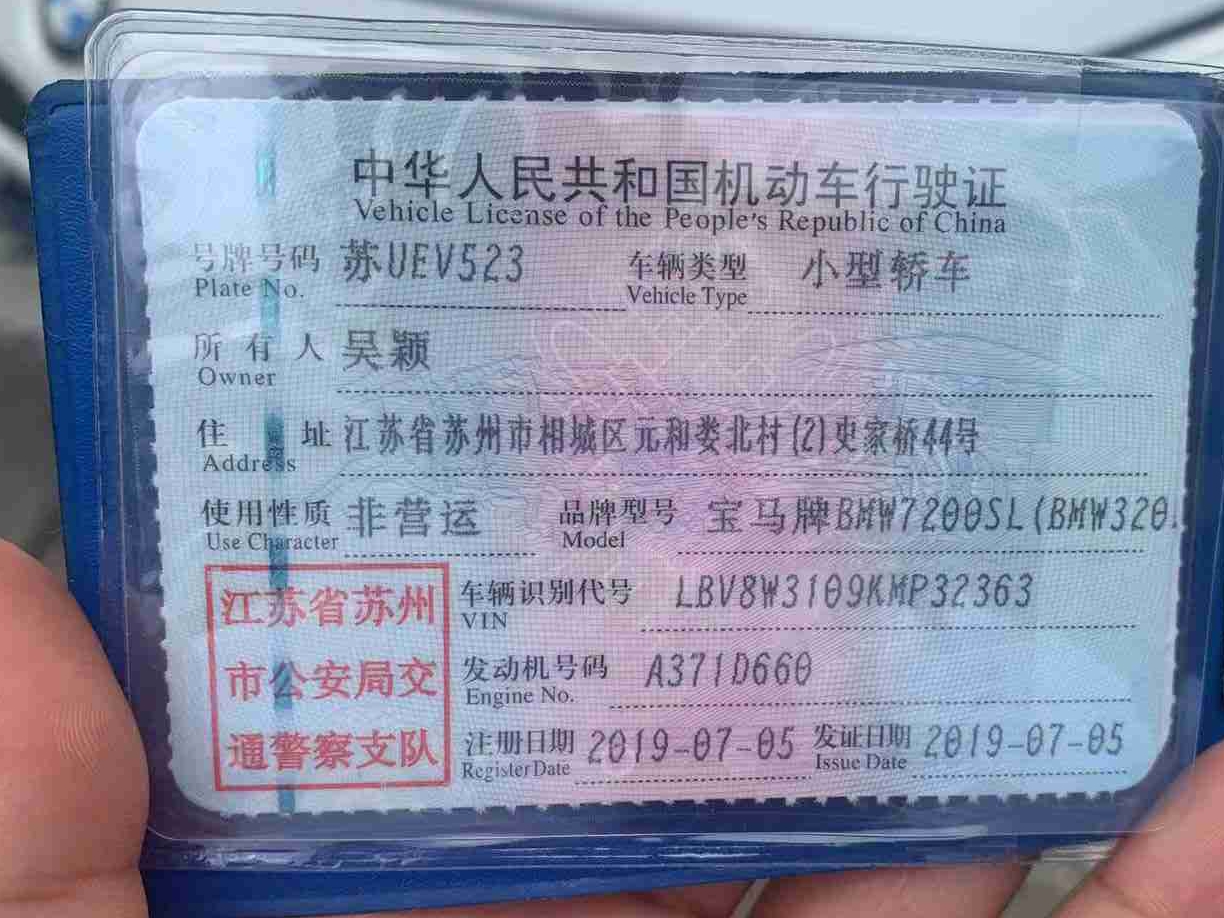 中华人民共和国机动车行驶证
Vehicle License of the People's Republic of China
号牌号码 苏UEV523 车辆类型 小型轿车
Plate No. Vehicle Type
所有人 吴颖
Owner
住址 江苏省苏州市相城区元和娄北村(2)史家桥44号
Address
使用性质 非营运 品牌型号 宝马牌BMW7200SL(BMW320.
Use Character Model
江苏省苏州 车辆识别代号 LBV8W3109KMP32363
VIN
市公安局交 发动机号码 A371D660
Engine No.
通警察支队 注册日期 2019-07-05 发证日期 2019-07-05
Register Date Issue Date